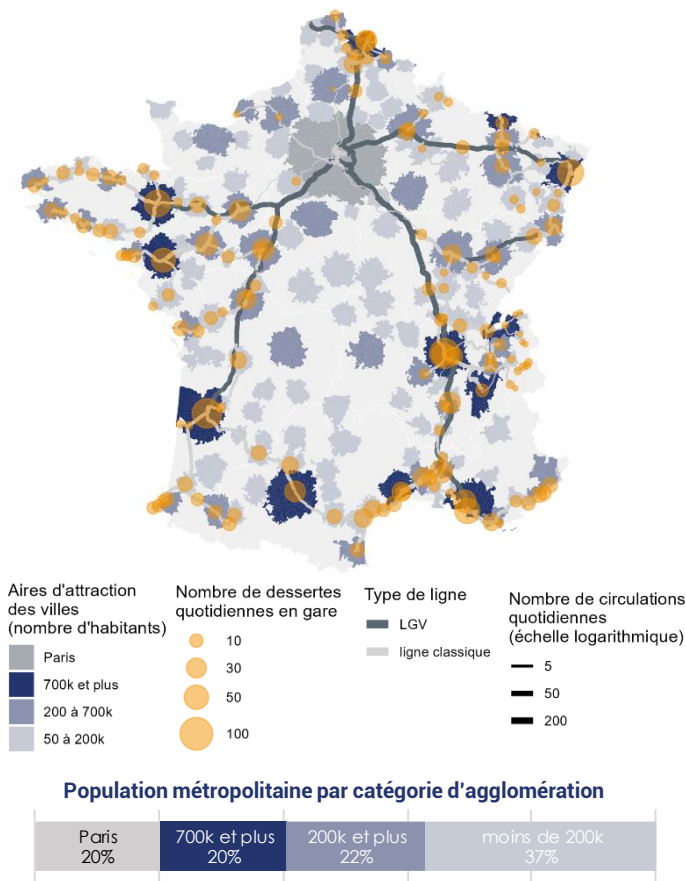 Aires d'attraction
des villes
(nombre d'habitants)
Paris
700k et plus
200 à 700k
50 à 200k
Nombre de dessertes
quotidiennes en gare
10
30
50
100
Type de ligne
LGV
ligne classique
Nombre de circulations
quotidiennes
(échelle logarithmique)
5
50
200
Population métropolitaine par catégorie d'agglomération
Paris
20%
700k et plus
20%
200k et plus
22%
moins de 200k
37%